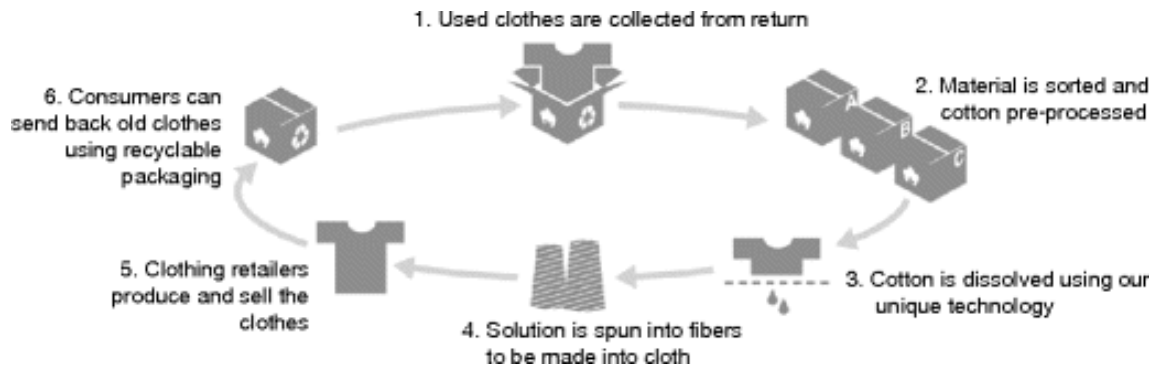 1. Used clothes are collected from return
2. Material is sorted and
cotton pre-processed
A
B
C
3. Cotton is dissolved using our
unique technology
4. Solution is spun into fibers
to be made into cloth
5. Clothing retailers
produce and sell the
clothes
6. Consumers can
send back old clothes
using recyclable
packaging